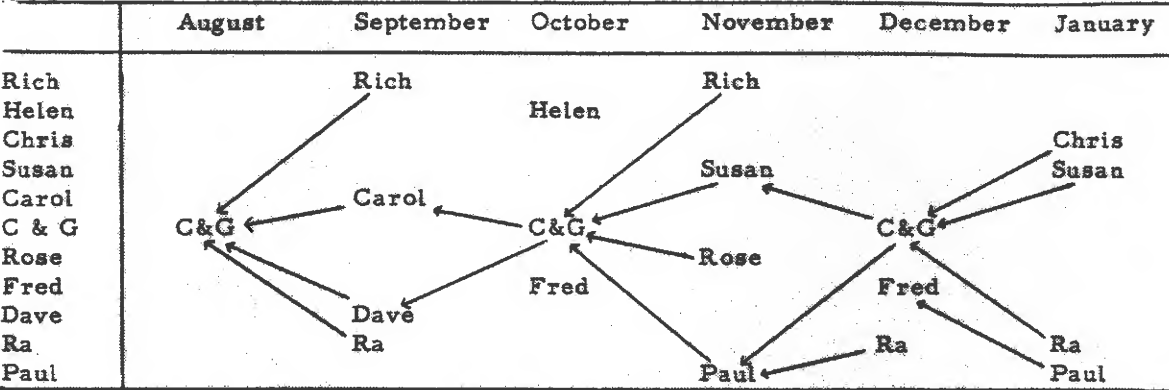 August September October November December January
Rich Rich Rich
Helen Helen
Chris Chris
Susan Susan Susan
Carol Carol
C & G C&G C&G C&G
Rose Rose
Fred Fred Fred
Dave Dave
Ra Ra Ra Ra
Paul Paul Paul